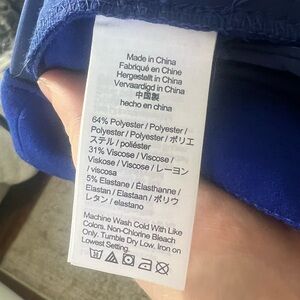 Made in China
Fabriqué en Chine
Hergestellt in China
Vervaardigd in China
中国製
hecho en china
64% Polyester / Polyester /
Polyester / Polyester / ポリエ
ステル / poliéster
31% Viscose / Viscose /
Viskose / Viscose / レーヨン
/ viscosa
5% Elastane / Élasthanne /
Elastan / Elastaan / ポリウ
レタン / elastano
Machine Wash Cold With Like
Colors. Non-Chlorine Bleach
Only. Tumble Dry Low. Iron on
Lowest Setting.